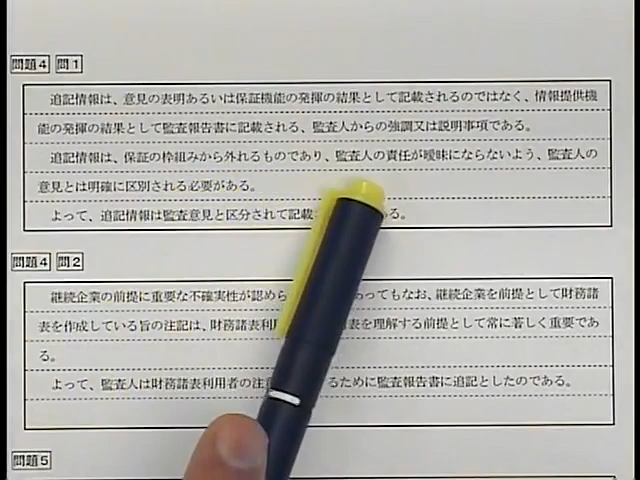 問題4 問1
追記情報は、意見の表明あるいは保証機能の発揮の結果として記載されるのではなく、情報提供機
能の発揮の結果として監査報告書に記載される、監査人からの強調又は説明事項である。
追記情報は、保証の枠組みから外れるものであり、監査人の責任が曖昧にならないよう、監査人の
意見とは明確に区別される必要がある。
よって、追記情報は監査意見と区分されて記載 る。
問題4 問2
継続企業の前提に重要な不確実性が認め あってもなお、継続企業を前提として財務諸
表を作成している旨の注記は、財務諸表利 表を理解する前提として常に著しく重要であ
る。
よって、監査人は財務諸表利用者の注 るために監査報告書に追記としたのである。
問題5